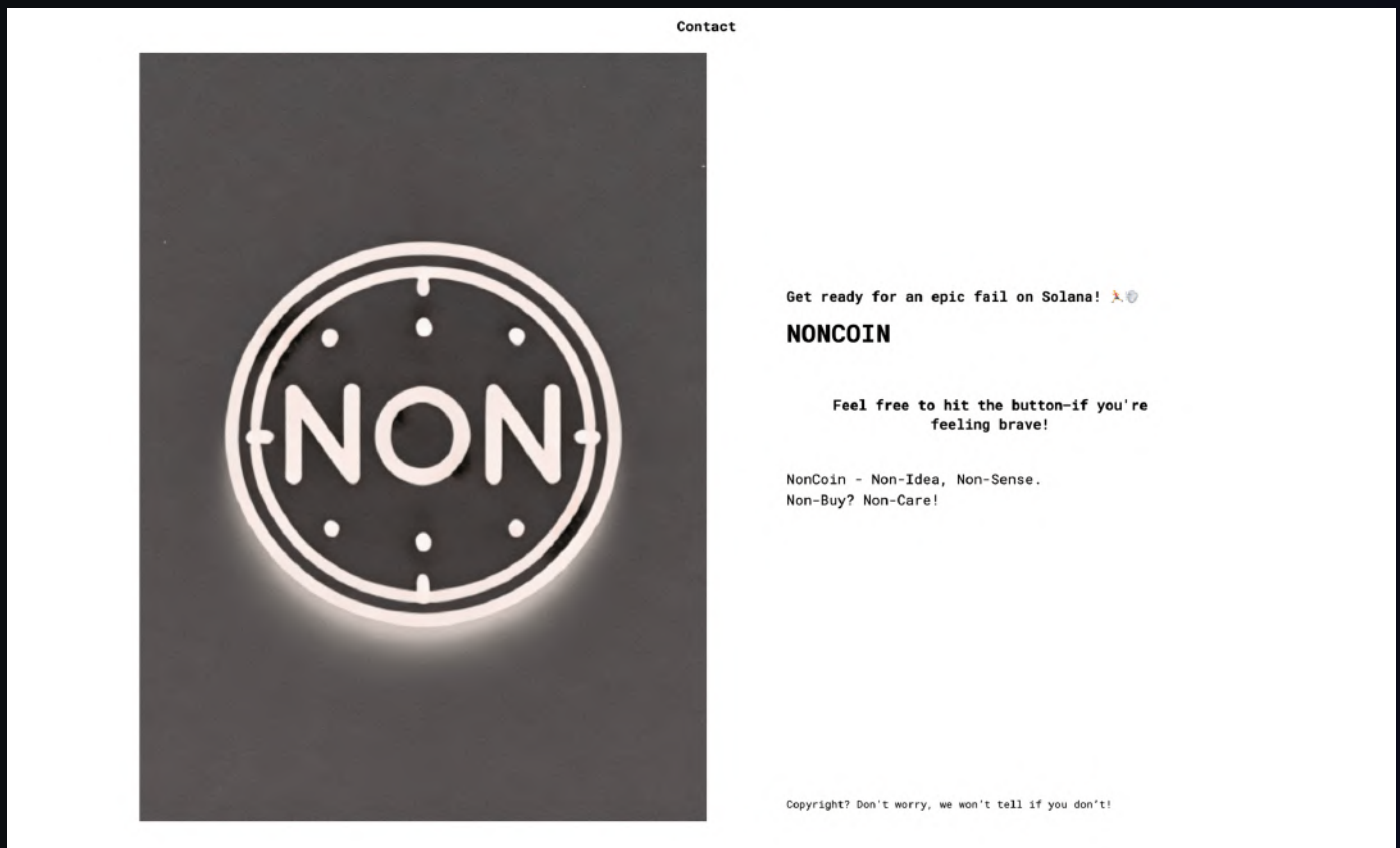 Contact
NON
Get ready for an epic fail on Solana!
NONCOIN
Feel free to hit the button—if you're
feeling brave!
NonCoin - Non-Idea, Non-Sense.
Non-Buy? Non-Care!
Copyright? Don't worry, we won't tell if you don’t!